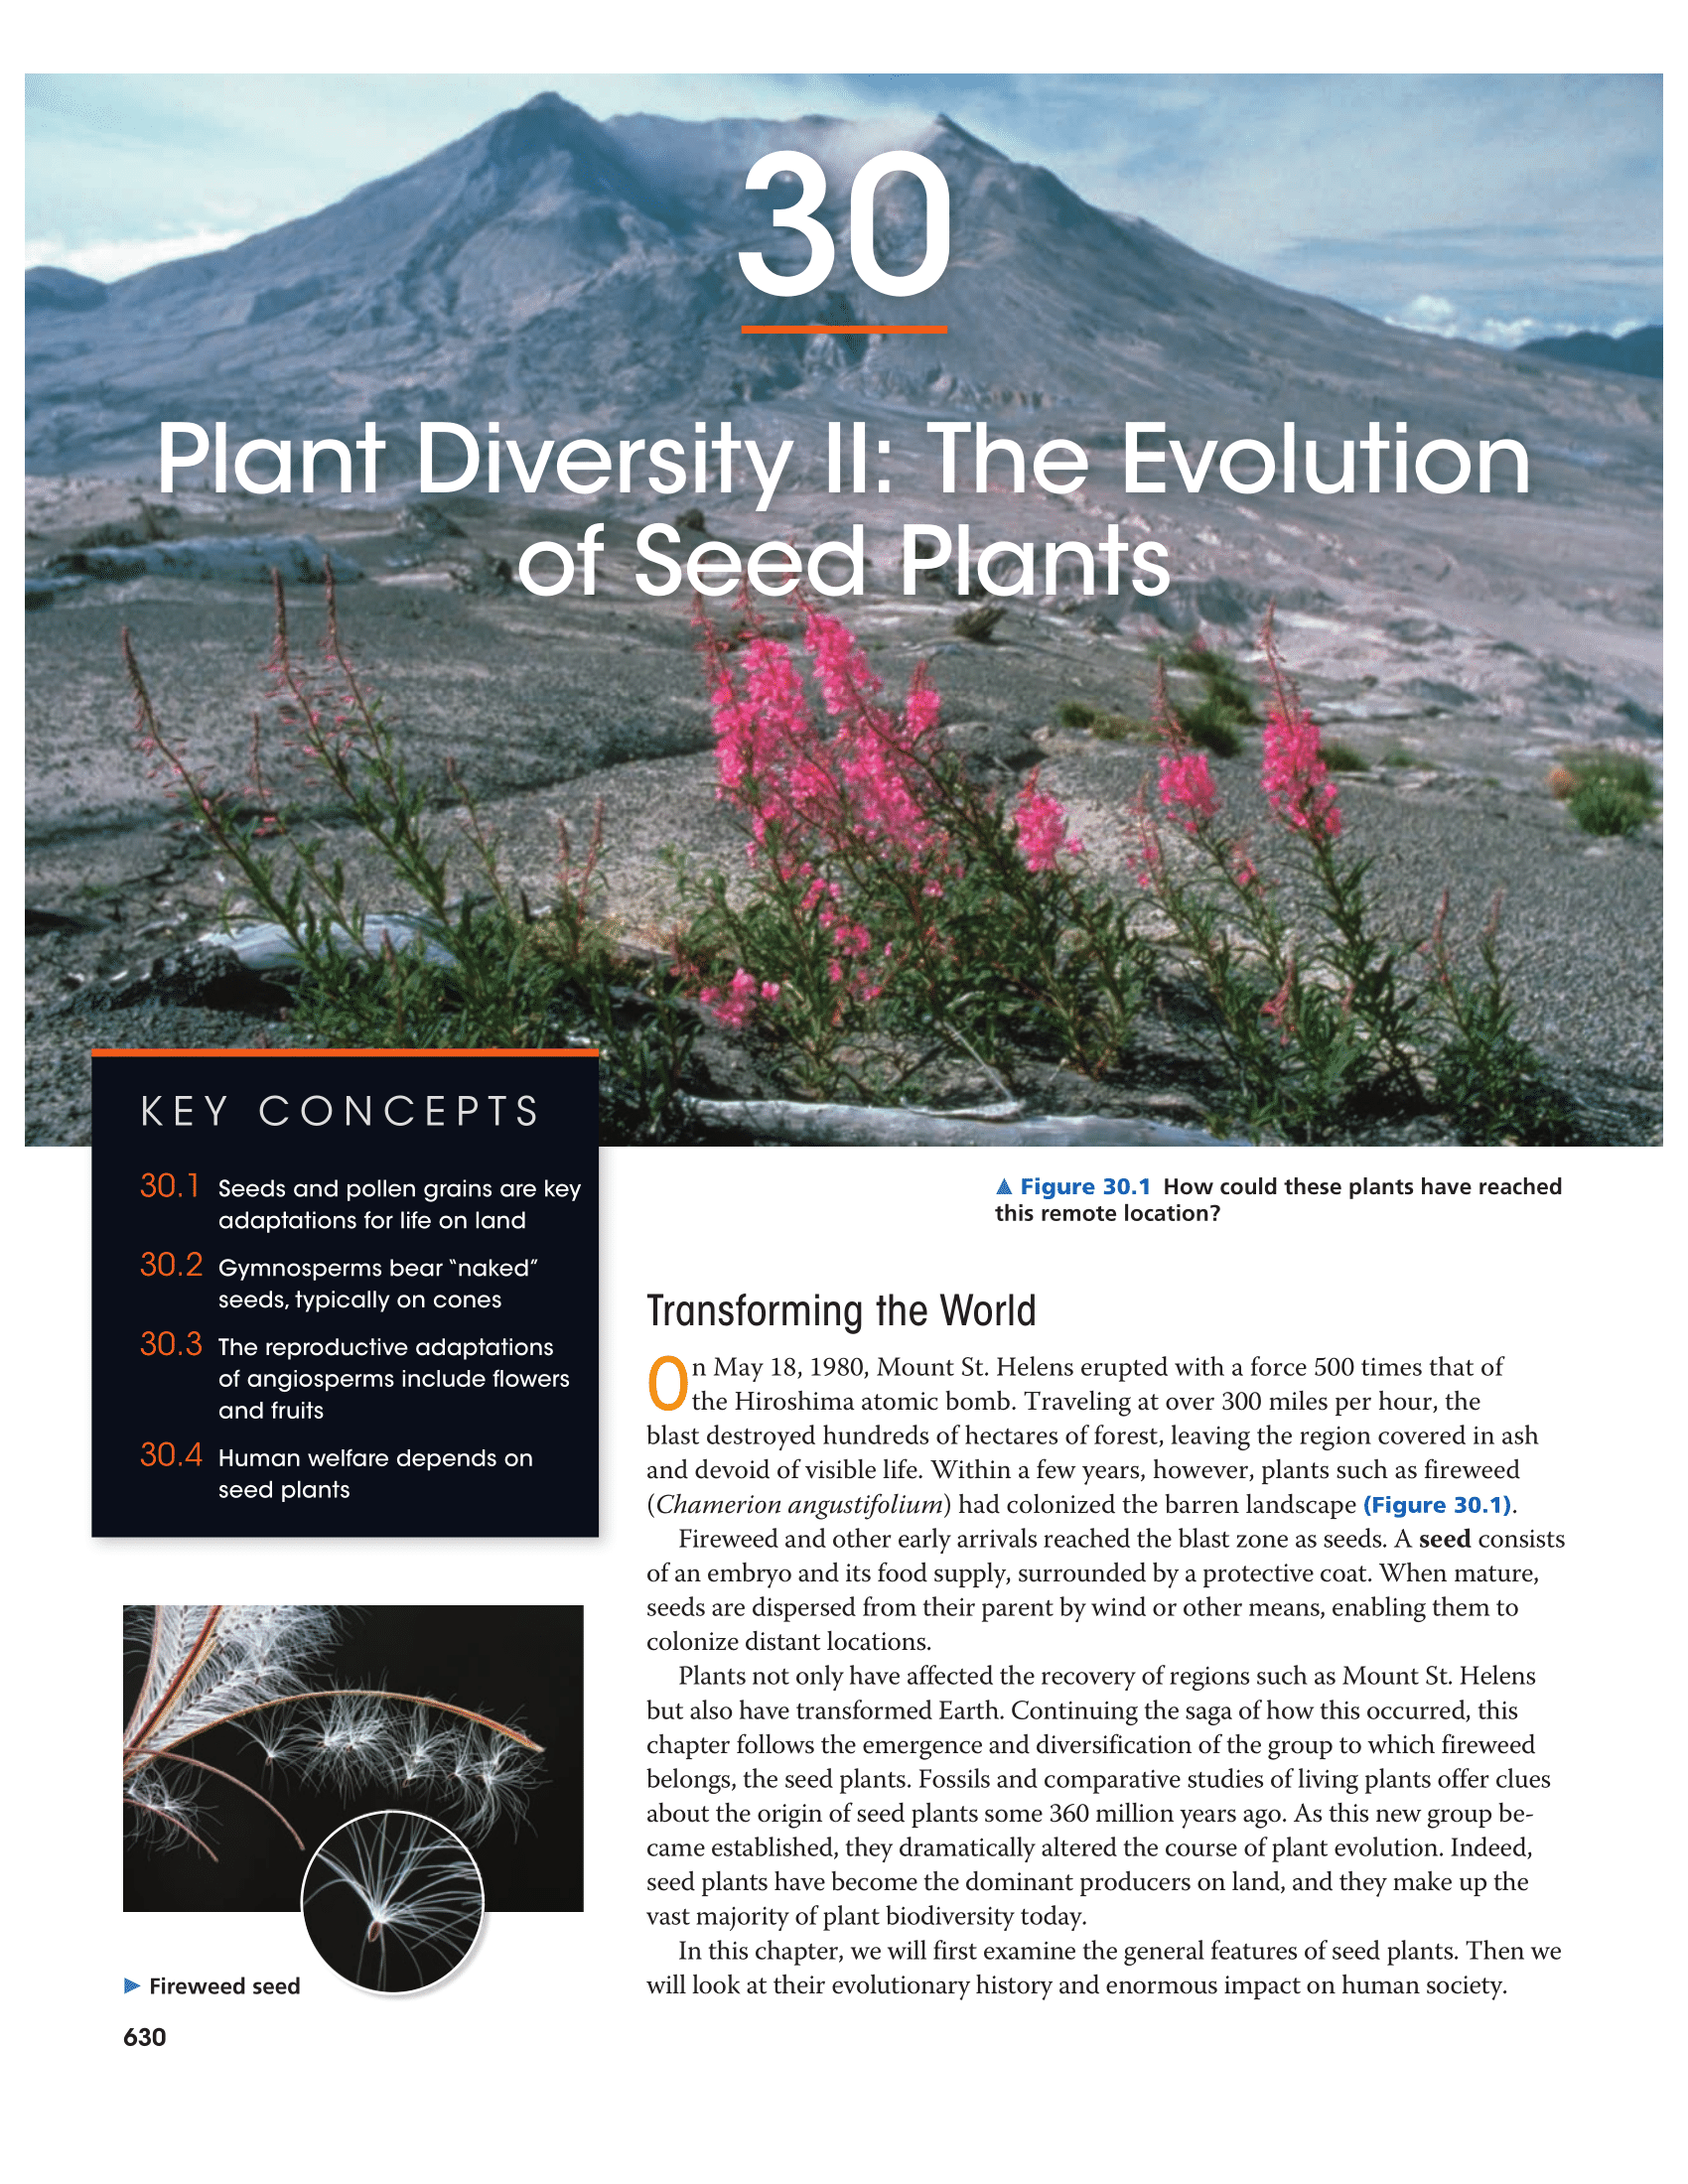 30
Plant Diversity II: The Evolution
of Seed Plants
KEY CONCEPTS
30.1 Seeds and pollen grains are key
adaptations for life on land
30.2 Gymnosperms bear “naked”
seeds, typically on cones
30.3 The reproductive adaptations
of angiosperms include flowers
and fruits
30.4 Human welfare depends on
seed plants
▲ Figure 30.1 How could these plants have reached
this remote location?
Transforming the World
On May 18, 1980, Mount St. Helens erupted with a force 500 times that of
the Hiroshima atomic bomb. Traveling at over 300 miles per hour, the
blast destroyed hundreds of hectares of forest, leaving the region covered in ash
and devoid of visible life. Within a few years, however, plants such as fireweed
(Chamerion angustifolium) had colonized the barren landscape (Figure 30.1).
Fireweed and other early arrivals reached the blast zone as seeds. A seed consists
of an embryo and its food supply, surrounded by a protective coat. When mature,
seeds are dispersed from their parent by wind or other means, enabling them to
colonize distant locations.
Plants not only have affected the recovery of regions such as Mount St. Helens
but also have transformed Earth. Continuing the saga of how this occurred, this
chapter follows the emergence and diversification of the group to which fireweed
belongs, the seed plants. Fossils and comparative studies of living plants offer clues
about the origin of seed plants some 360 million years ago. As this new group be-
came established, they dramatically altered the course of plant evolution. Indeed,
seed plants have become the dominant producers on land, and they make up the
vast majority of plant biodiversity today.
In this chapter, we will first examine the general features of seed plants. Then we
will look at their evolutionary history and enormous impact on human society.
▶ Fireweed seed
630